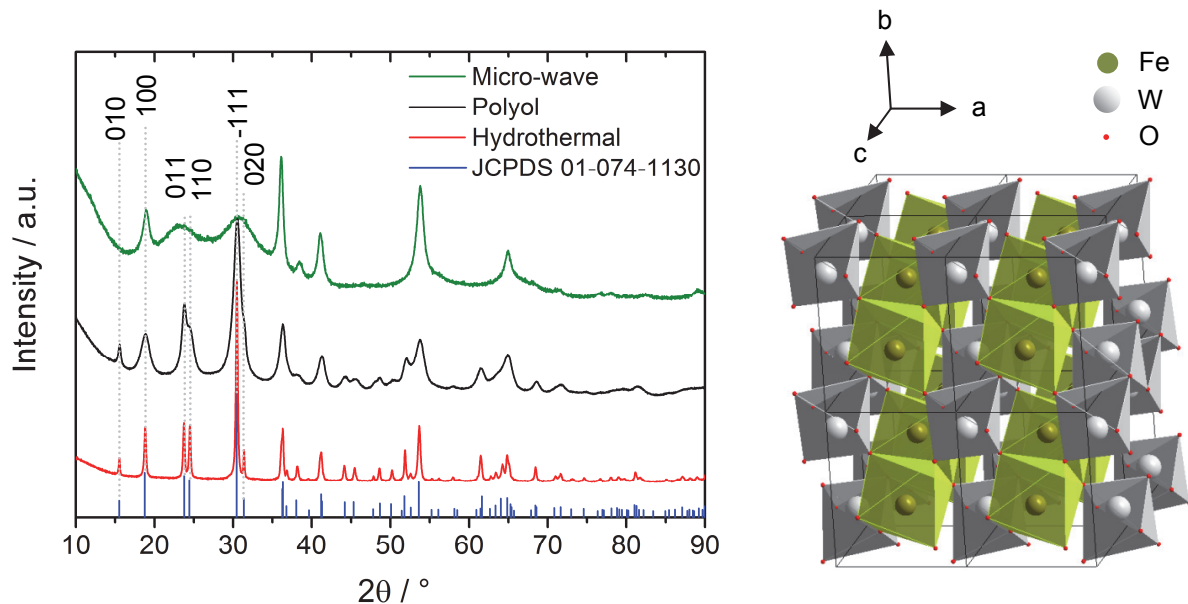 Intensity / a.u.
010
100
011
110
-111
020
Micro-wave
Polyol
Hydrothermal
JCPDS 01-074-1130
10 20 30 40 50 60 70 80 90
2θ / °
b
a
c
Fe
W
O